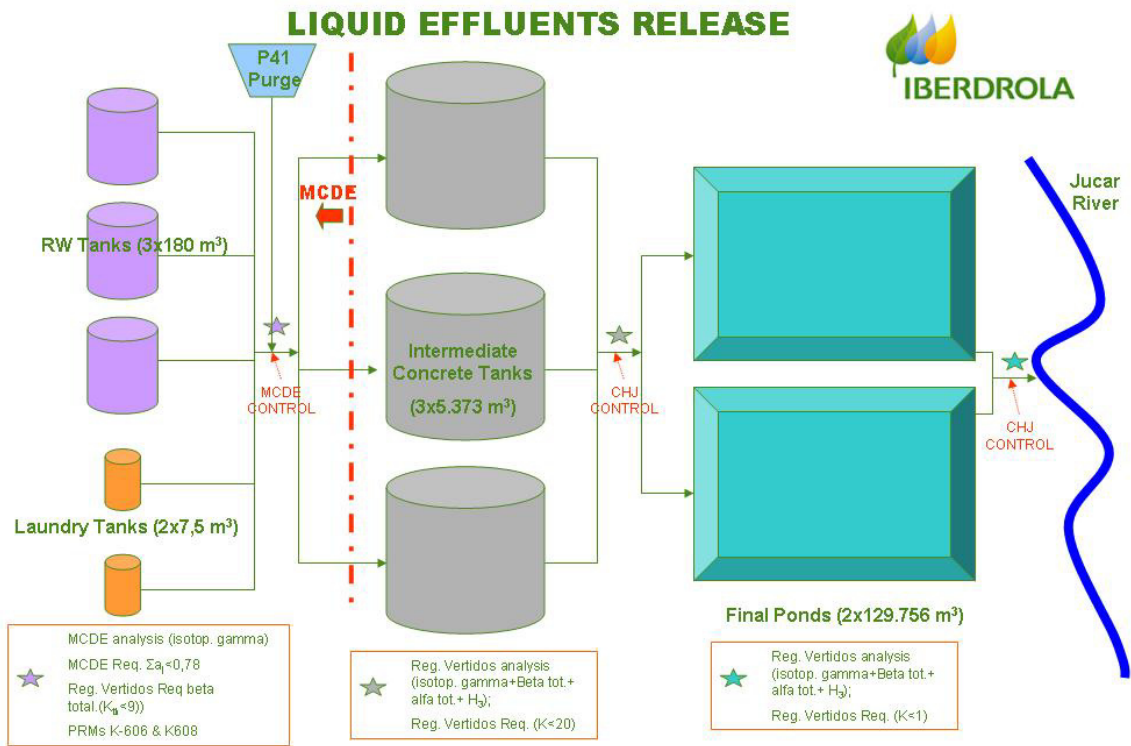 LIQUID EFFLUENTS RELEASE
IBERDROLA
P41
Purge
MCDE
Jucar
River
RW Tanks (3x180 m³)
MCDE
CONTROL
Intermediate
Concrete Tanks
(3x5.373 m³)
CHJ
CONTROL
CHJ
CONTROL
Laundry Tanks (2x7,5 m³)
Final Ponds (2x129.756 m³)
MCDE analysis (isotop. gamma)
MCDE Req. Σai<0,78
Reg. Vertidos Req beta
PRMs K-606 & K608
Reg. Vertidos analysis
(isotop. gamma+Beta tot.+
alfa tot.+ H3);
Reg. Vertidos Req. (K<20)
Reg. Vertidos analysis
(isotop. gamma+Beta tot.+
alfa tot.+ H3);
Reg. Vertidos Req. (K<1)